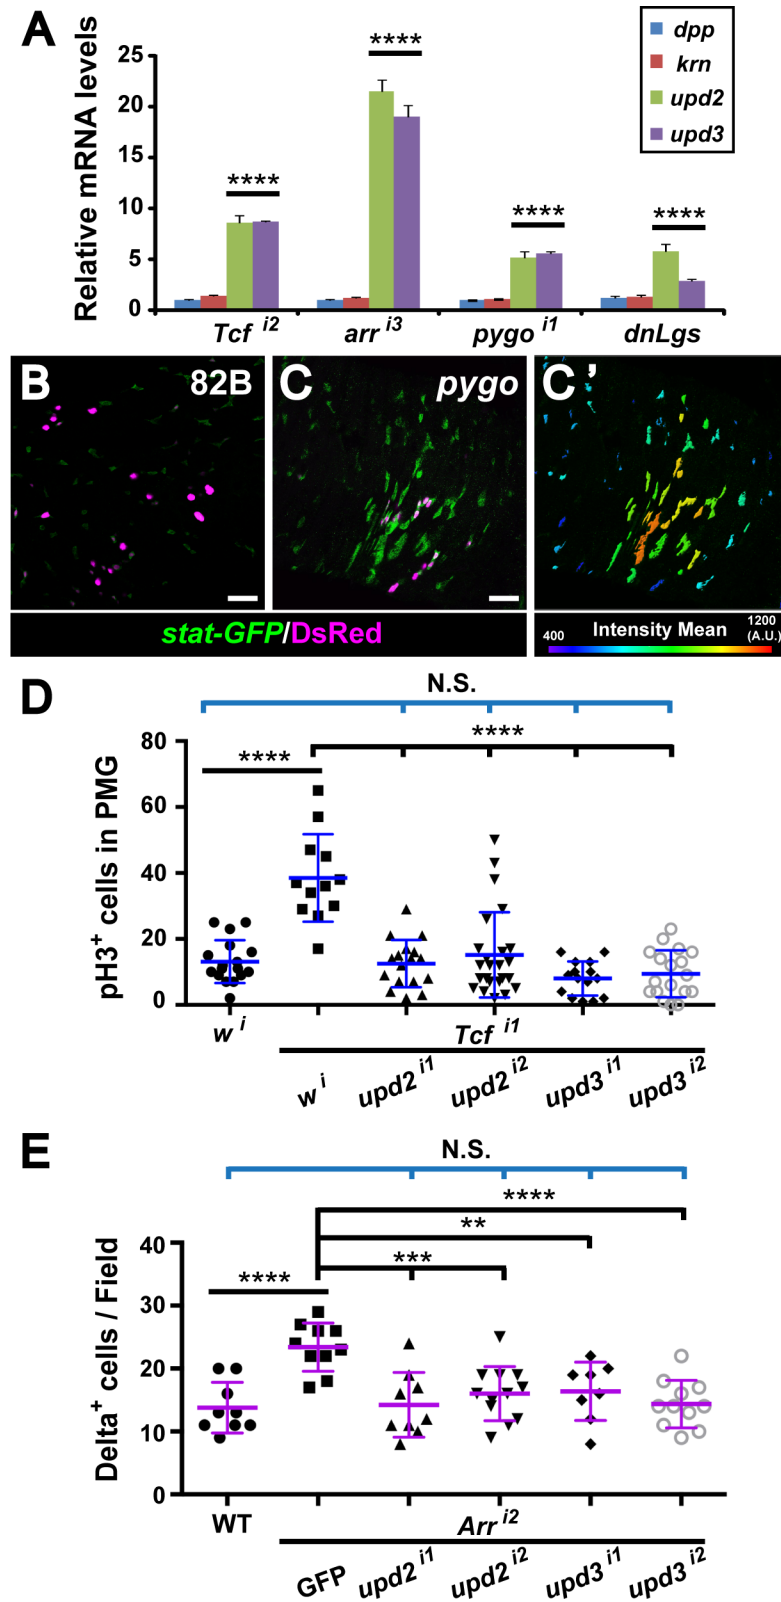 A
Relative mRNA levels
25
20
15
10
5
0
****
****
****
****
dpp
krn
upd2
upd3
Tcf i2
arr i3
pygo i1
dnLgs
B
82B
C
pygo
C'
stat-GFP/DsRed
400
Intensity Mean
1200
(A.U.)
D
N.S.
****
****
pH3+ cells in PMG
80
60
40
20
0
w i
Tcf i1
w i
upd2 i1
upd2 i2
upd3 i1
upd3 i2
E
N.S.
****
**
***
****
Delta+ cells / Field
40
30
20
10
0
WT
Arr i2
GFP
upd2 i1
upd2 i2
upd3 i1
upd3 i2